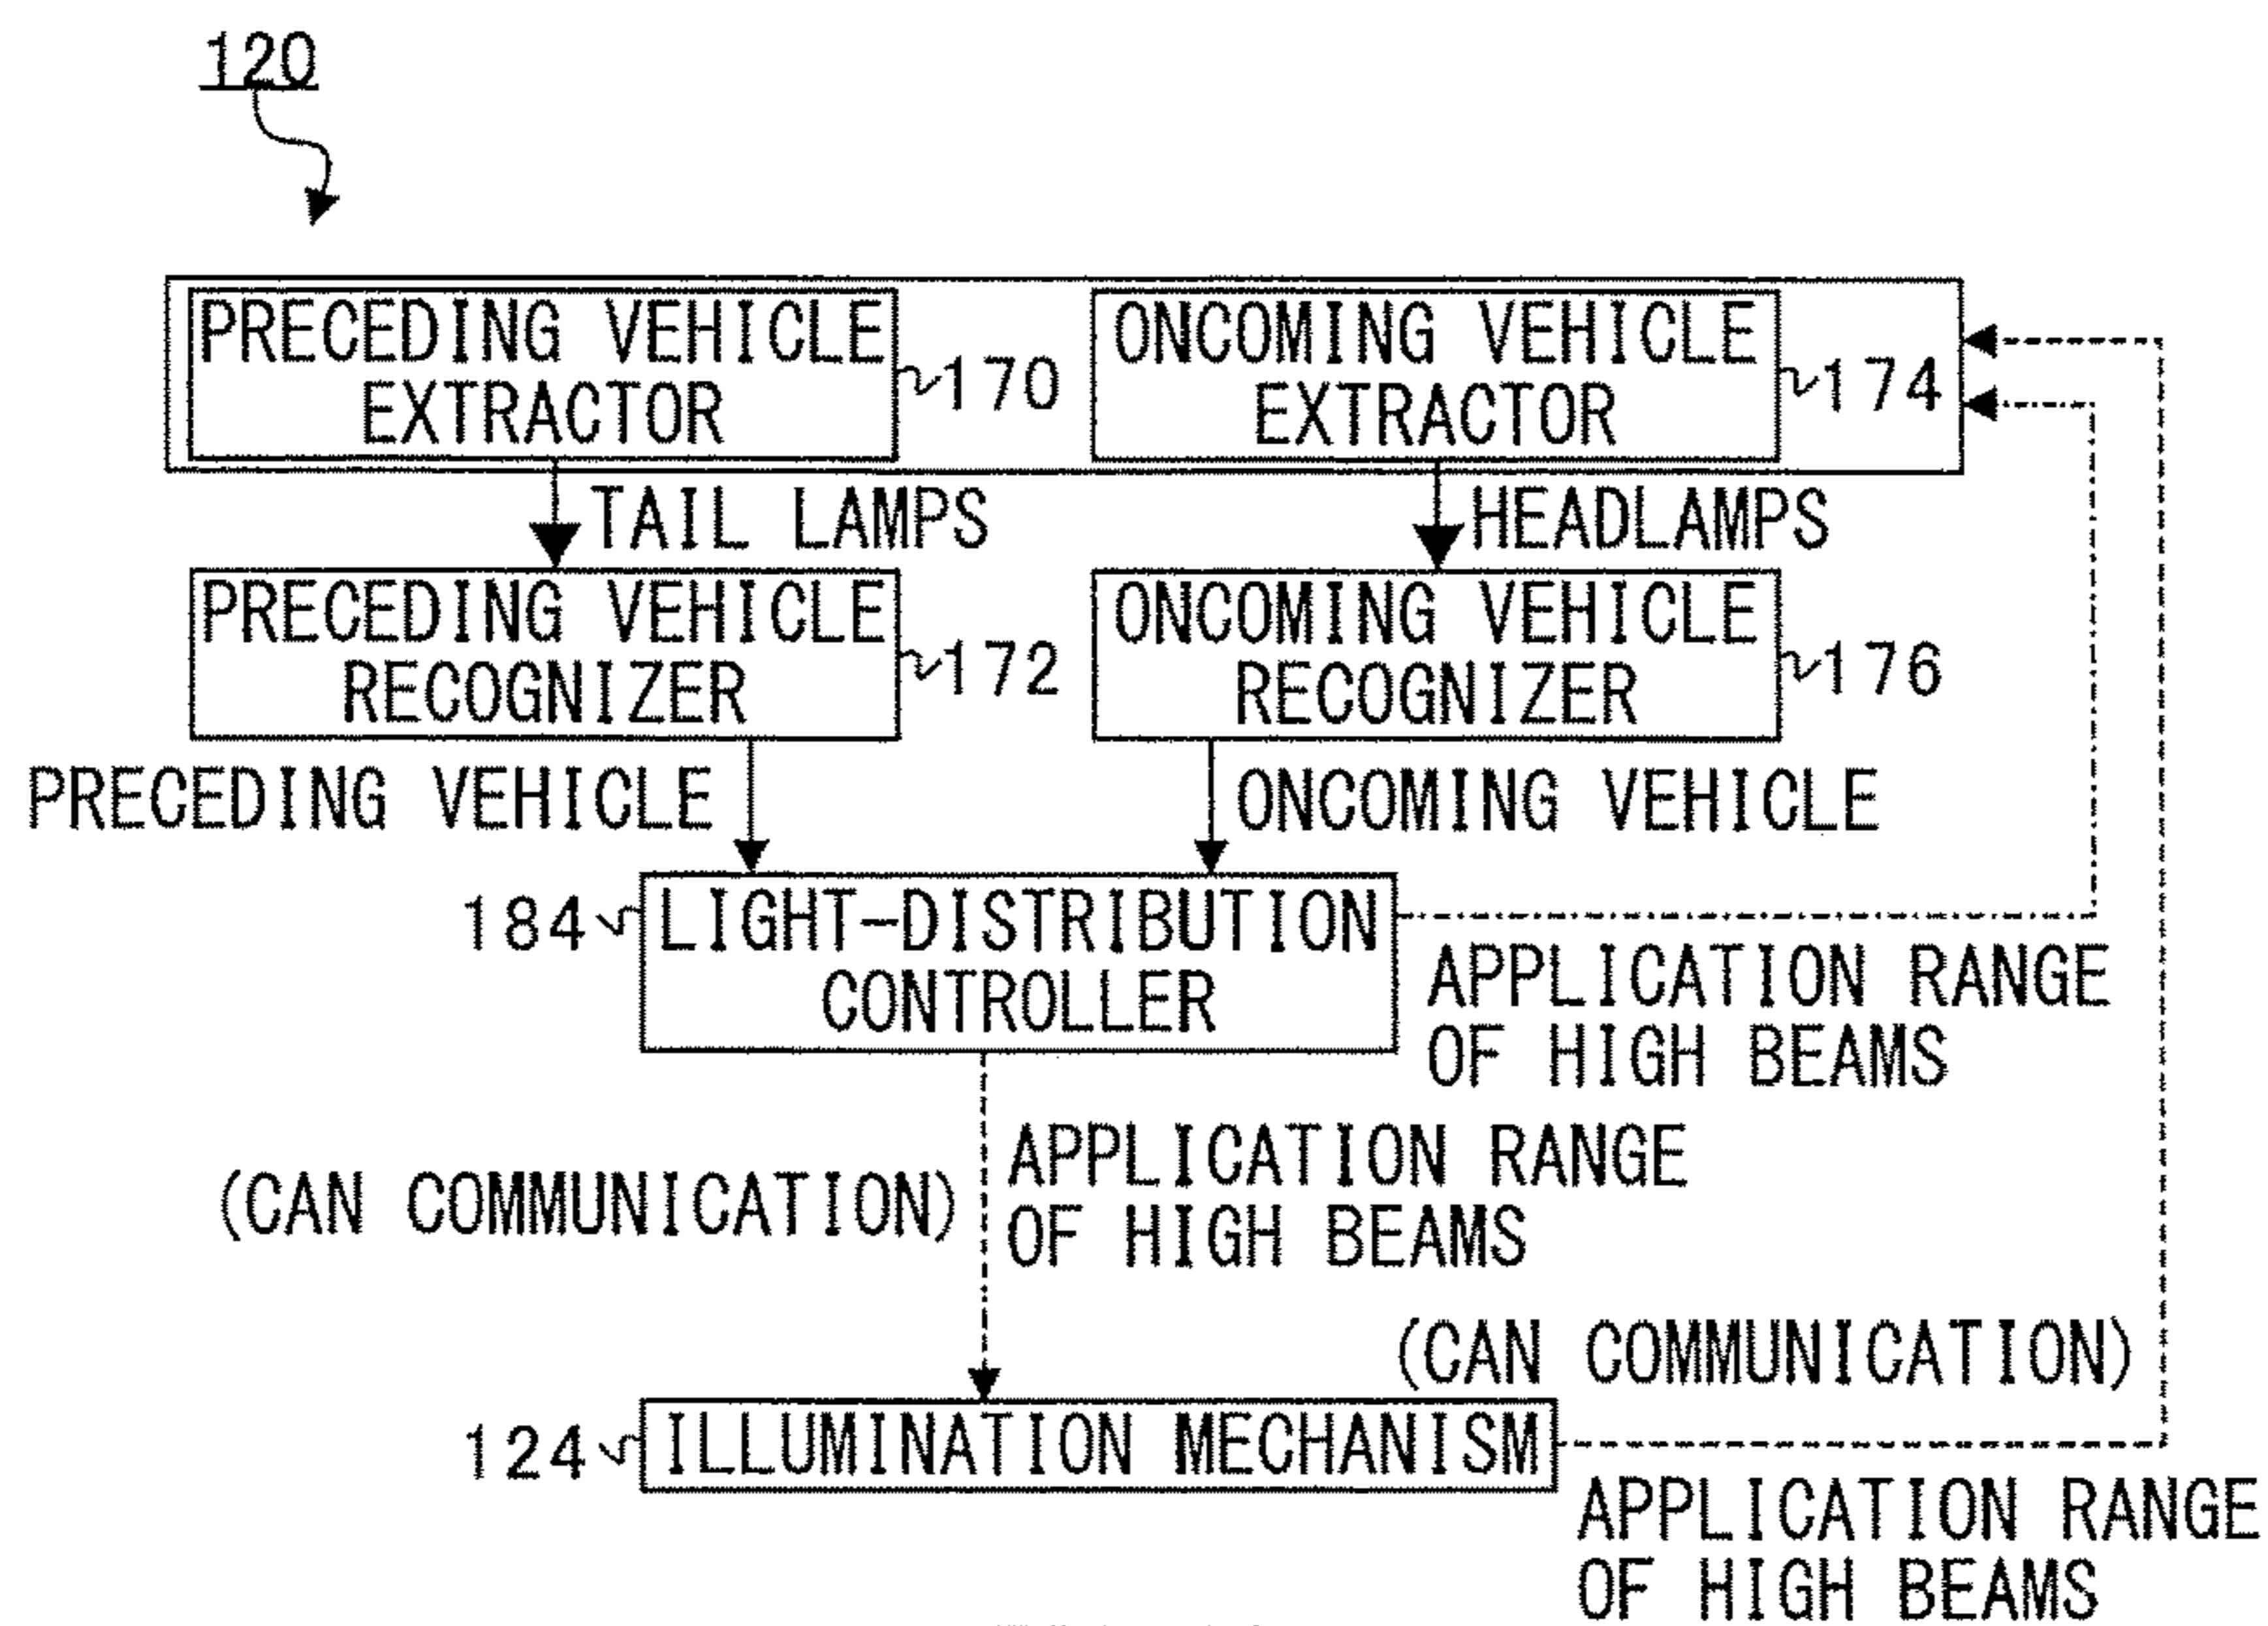 120
PRECEDING VEHICLE
EXTRACTOR
170
ONCOMING VEHICLE
EXTRACTOR
174
TAIL LAMPS
HEADLAMPS
PRECEDING VEHICLE
RECOGNIZER
172
ONCOMING VEHICLE
RECOGNIZER
176
PRECEDING VEHICLE
ONCOMING VEHICLE
184
LIGHT-DISTRIBUTION
CONTROLLER
APPLICATION RANGE
OF HIGH BEAMS
(CAN COMMUNICATION)
APPLICATION RANGE
OF HIGH BEAMS
(CAN COMMUNICATION)
124
ILLUMINATION MECHANISM
APPLICATION RANGE
OF HIGH BEAMS